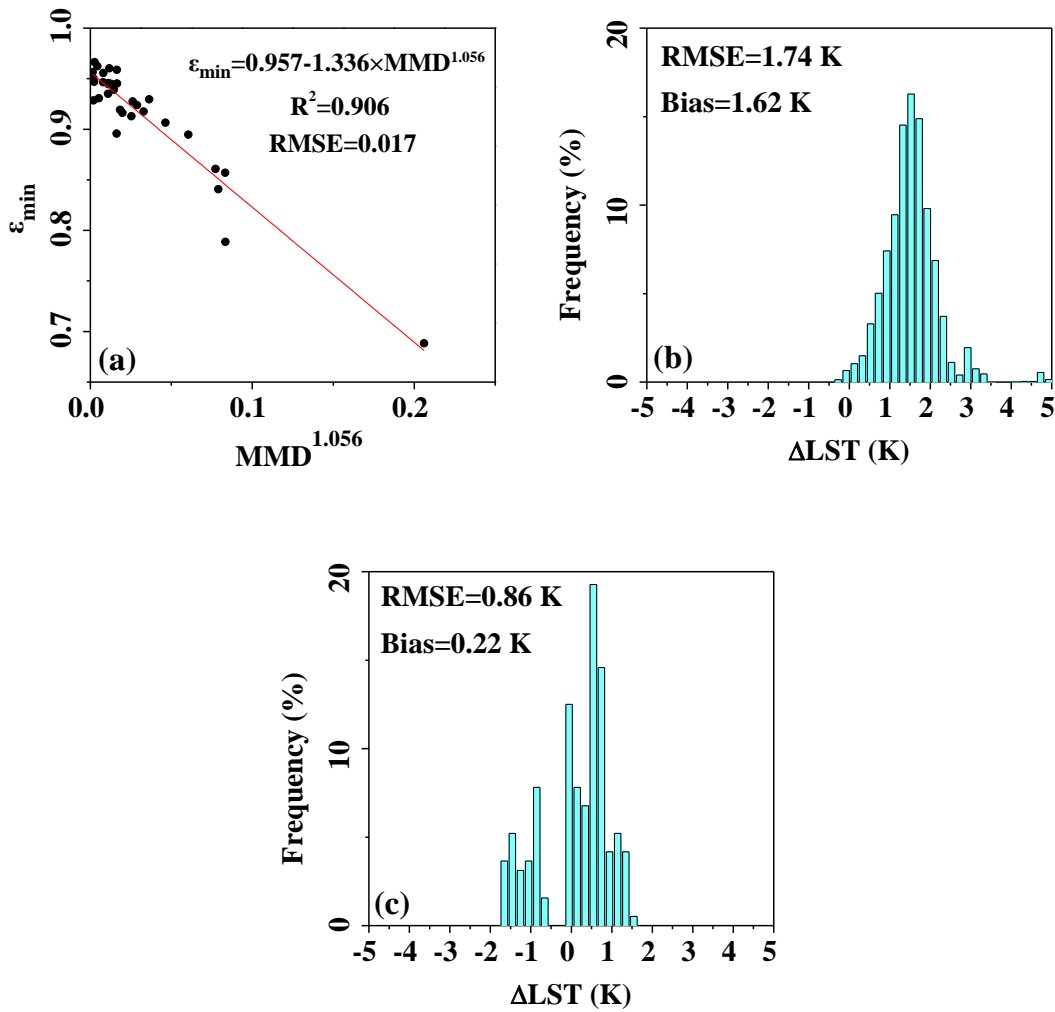 1.0
0.9
0.8
0.7
ε_min
ε_min=0.957-1.336×MMD^1.056
R^2=0.906
RMSE=0.017
(a)
0.0 0.1 0.2
MMD^1.056
20
10
0
Frequency (%)
RMSE=1.74 K
Bias=1.62 K
(b)
-5 -4 -3 -2 -1 0 1 2 3 4 5
ΔLST (K)
20
10
0
Frequency (%)
RMSE=0.86 K
Bias=0.22 K
(c)
-5 -4 -3 -2 -1 0 1 2 3 4 5
ΔLST (K)